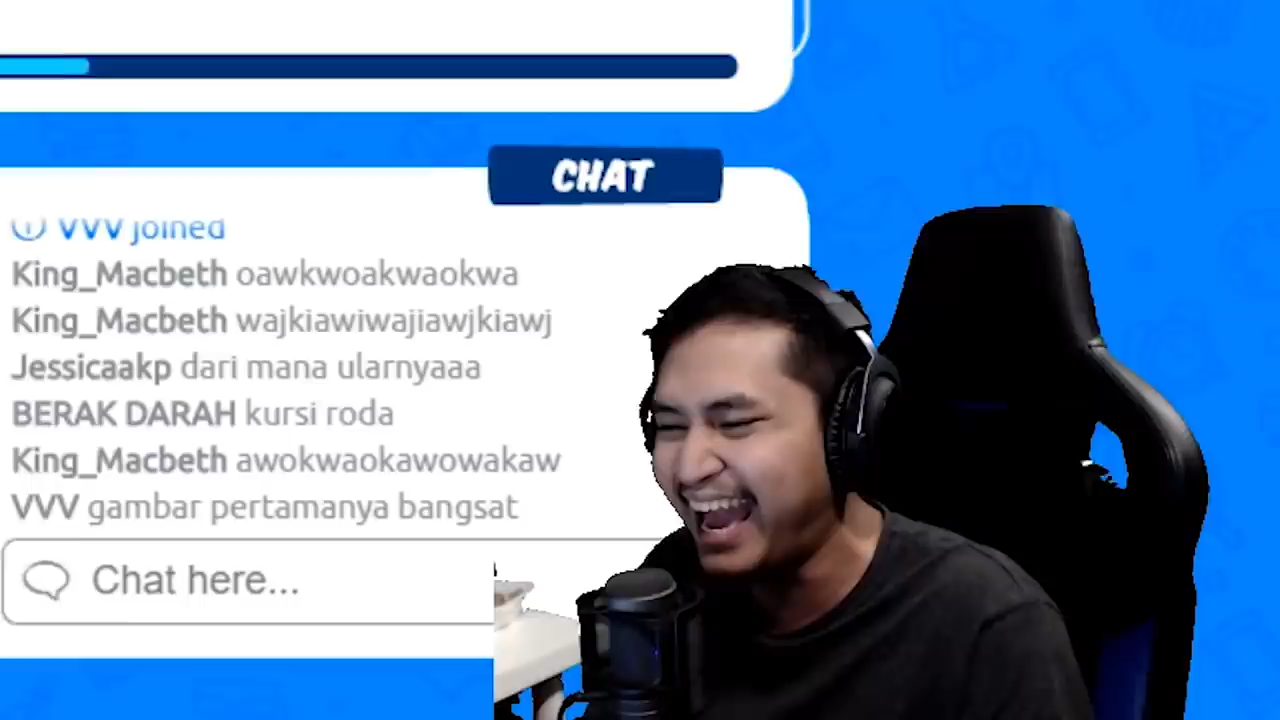 CHAT
VVV joined
King_Macbeth oawkwoakwaokwa
King_Macbeth wajkiawiwajiawjkiawj
Jessicaakp dari mana ularnyaaa
BERAK DARAH kursi roda
King_Macbeth awokwaokawowakaw
VVV gambar pertamanya bangsat
Chat here...